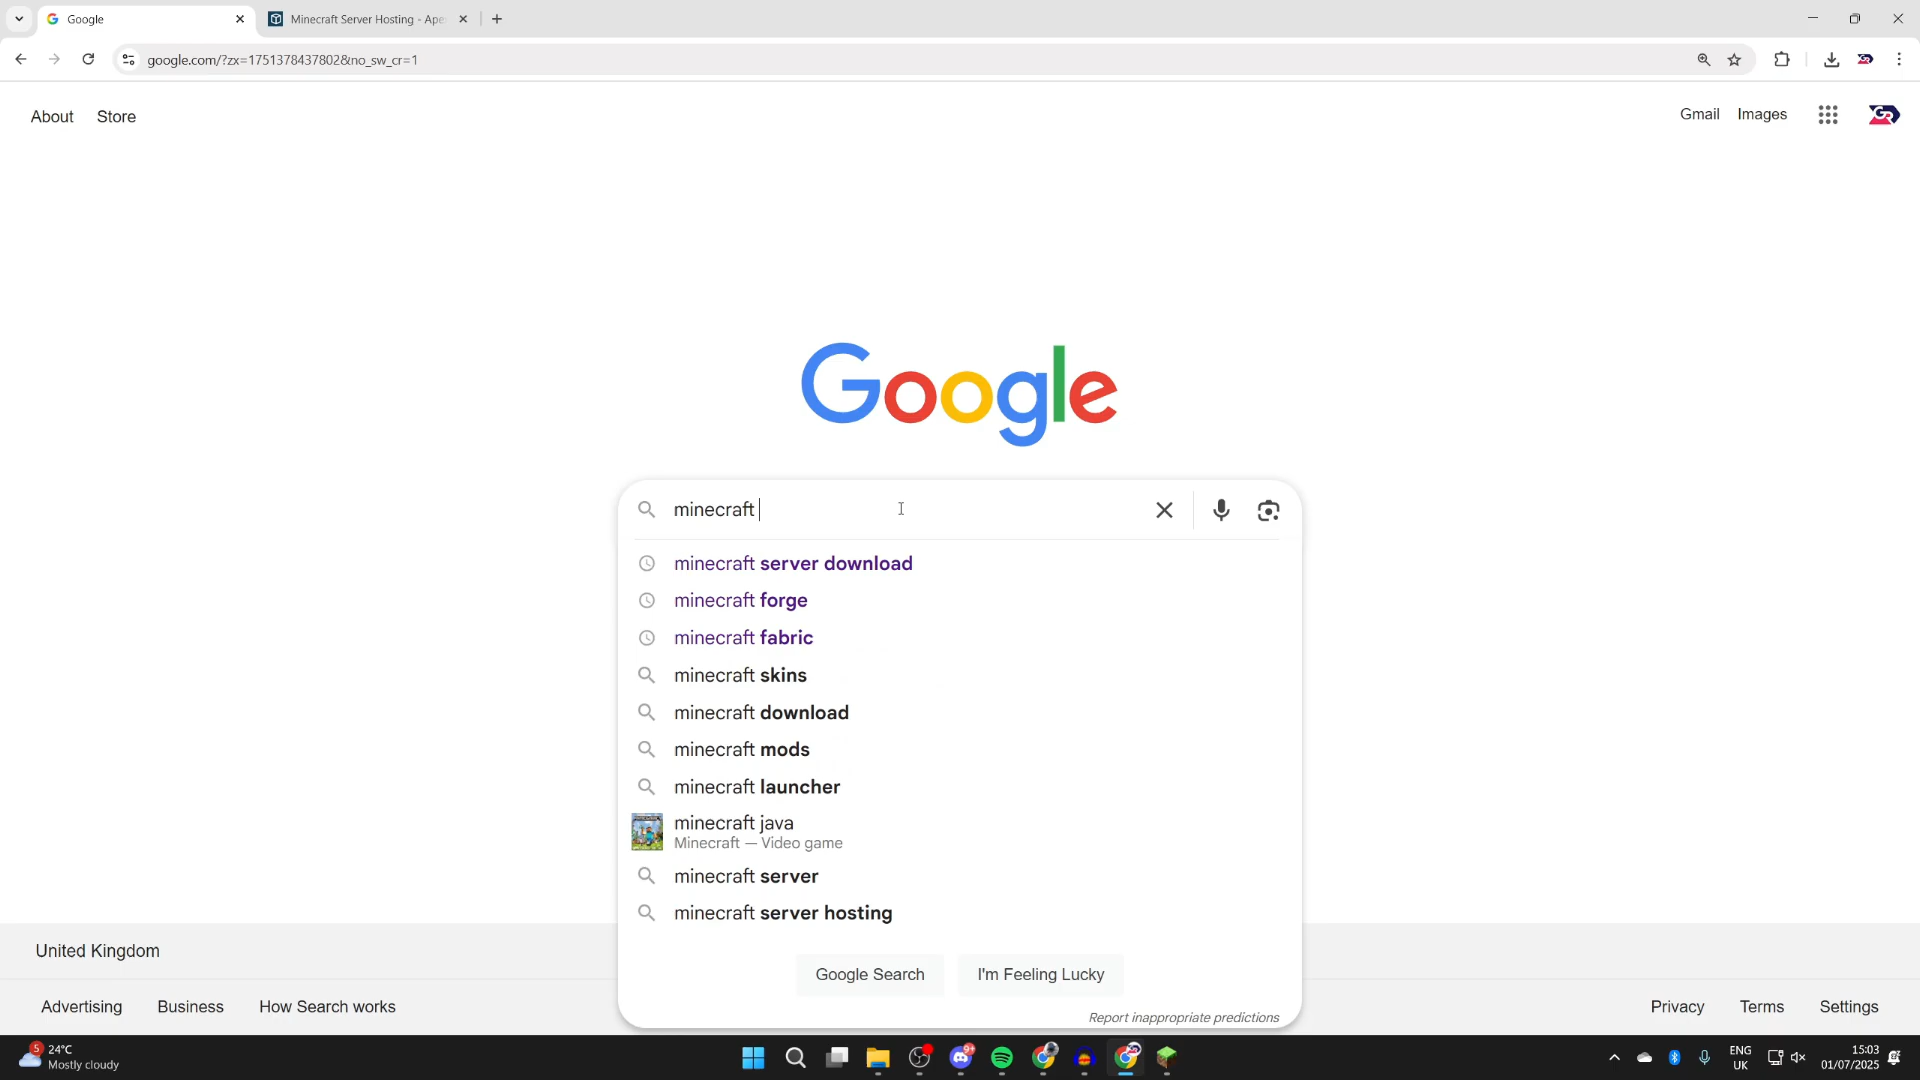 Google
Minecraft Server Hosting - Ape
google.com/?zx=1751378437802&no_sw_cr=1
About
Store
Gmail
Images
Google
minecraft
minecraft server download
minecraft forge
minecraft fabric
minecraft skins
minecraft download
minecraft mods
minecraft launcher
minecraft java
Minecraft — Video game
minecraft server
minecraft server hosting
Google Search
I'm Feeling Lucky
Report inappropriate predictions
United Kingdom
Advertising
Business
How Search works
Privacy
Terms
Settings
5
24°C
Mostly cloudy
9+
ENG
UK
15:03
01/07/2025